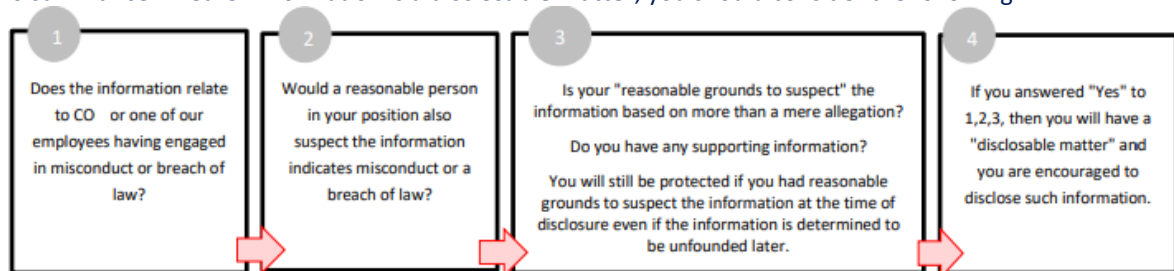 1
Does the information relate
to CO or one of our
employees having engaged
in misconduct or breach of
law?
2
Would a reasonable person
in your position also
suspect the information
indicates misconduct or a
breach of law?
3
Is your "reasonable grounds to suspect" the
information based on more than a mere allegation?
Do you have any supporting information?
You will still be protected if you had reasonable
grounds to suspect the information at the time of
disclosure even if the information is determined to
be unfounded later.
4
If you answered "Yes" to
1,2,3, then you will have a
"disclosable matter" and
you are encouraged to
disclose such information.